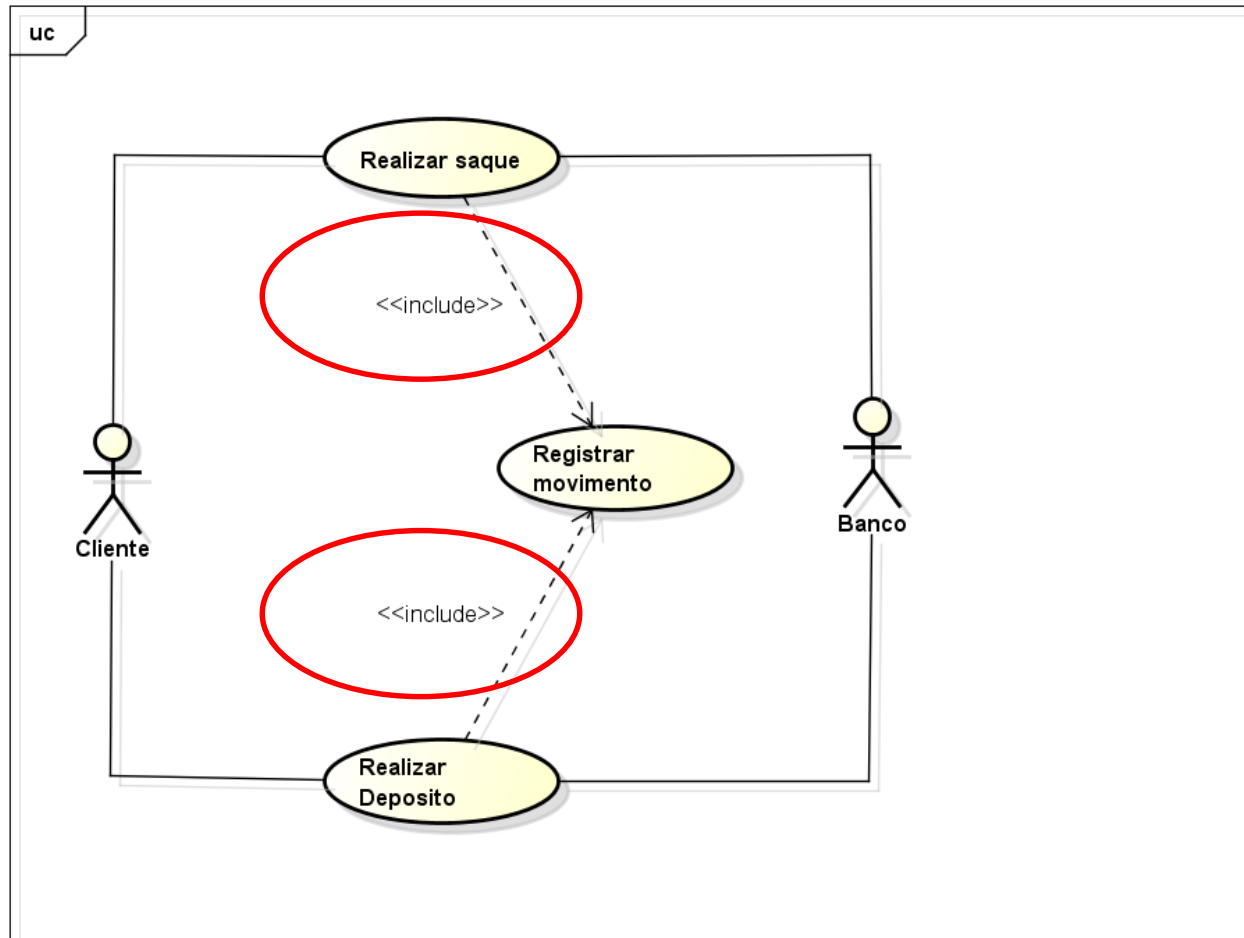 uc
Realizar saque
<<include>>
Registrar
movimento
Cliente
Banco
<<include>>
Realizar
Deposito